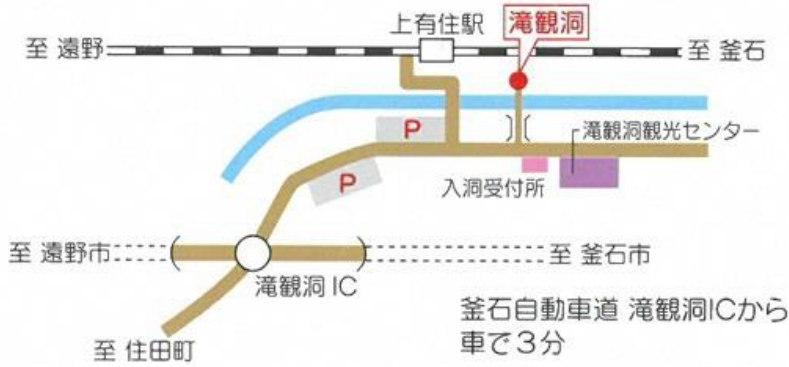 上有住駅
滝観洞
至 遠野
至 釜石
P
滝観洞観光センター
P
入洞受付所
至 遠野市
至 釜石市
滝観洞 IC
釜石自動車道 滝観洞ICから
車で3分
至 住田町